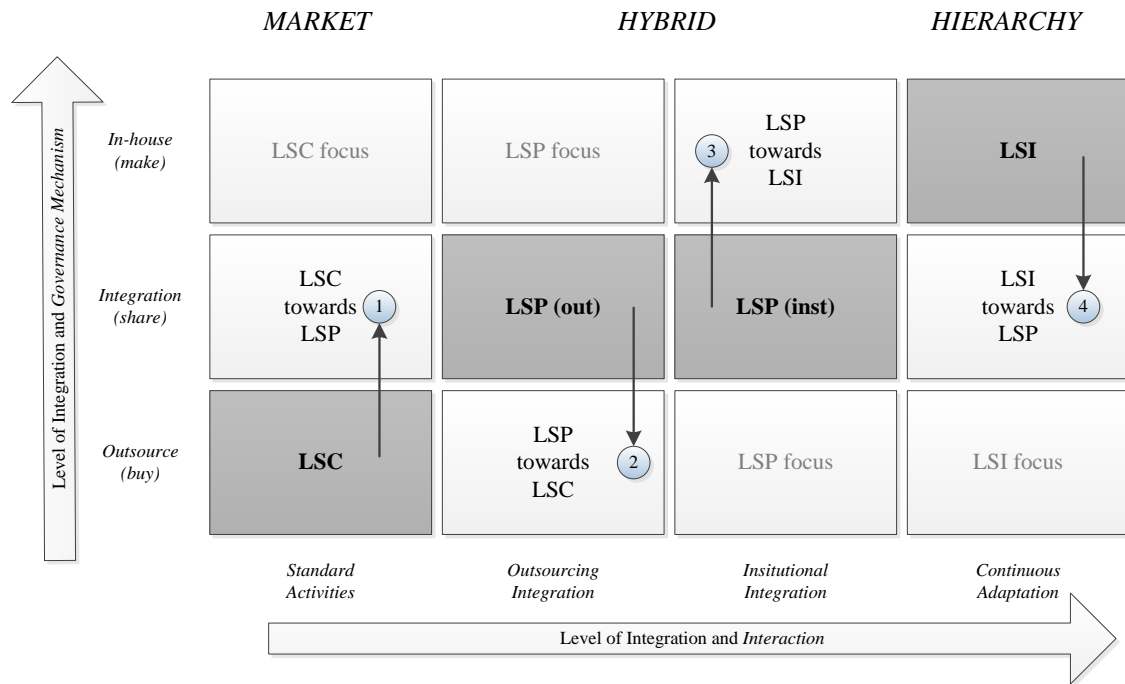 MARKET
HYBRID
HIERARCHY
Level of Integration and Governance Mechanism
In-house
(make)
LSC focus
LSP focus
3
LSP
towards
LSI
LSI
Integration
(share)
LSC
towards
LSP
1
LSP (out)
LSP (inst)
LSI
towards
LSP
4
Outsource
(buy)
LSC
LSP
towards
LSC
2
LSP focus
LSI focus
Standard
Activities
Outsourcing
Integration
Insitutional
Integration
Continuous
Adaptation
Level of Integration and Interaction